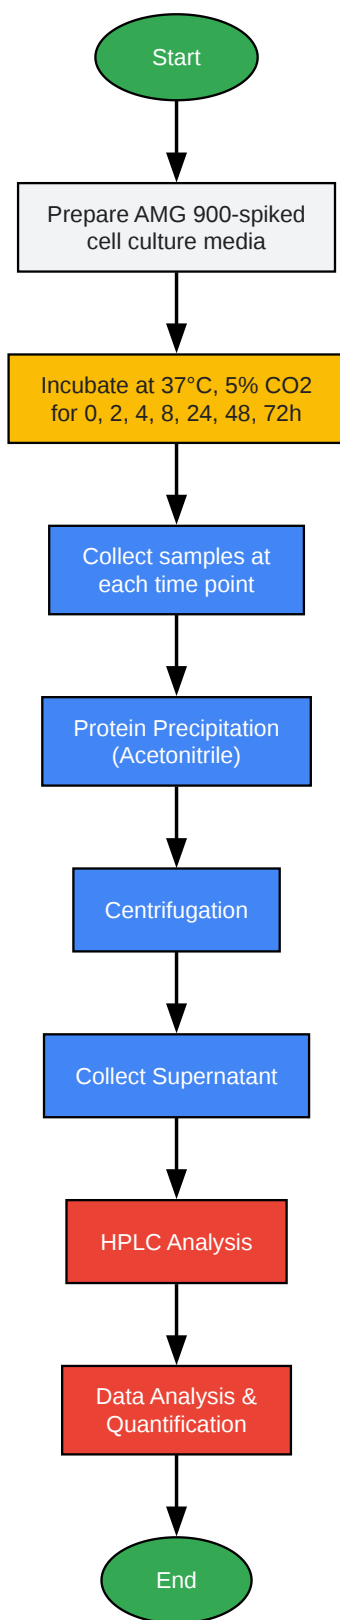 Start
Prepare AMG 900-spiked
cell culture media
Incubate at 37°C, 5% CO2
for 0, 2, 4, 8, 24, 48, 72h
Collect samples at
each time point
Protein Precipitation
(Acetonitrile)
Centrifugation
Collect Supernatant
HPLC Analysis
Data Analysis &
Quantification
End